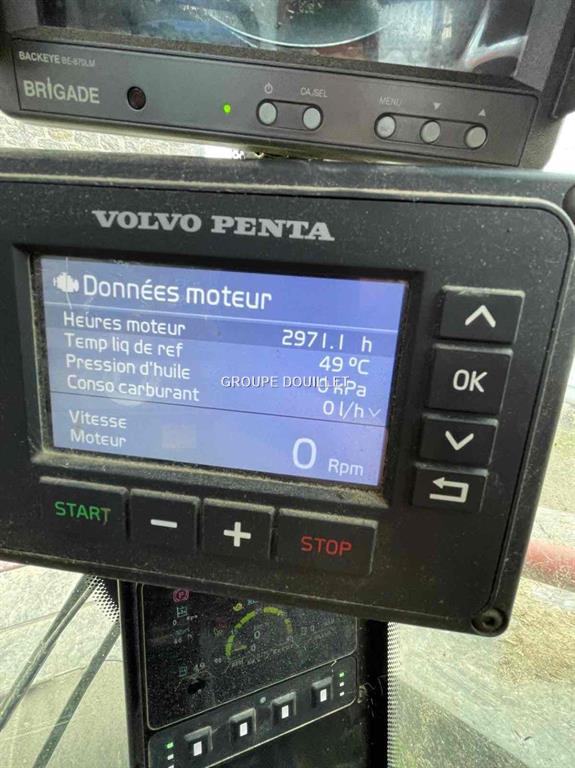 BACKEYE BE-870LM
BRIGADE
CA/SEL
MENU
VOLVO PENTA
Données moteur
Heures moteur 2971.1 h
Temp liq de ref 49 °C
Pression d'huile 0 kPa
Conso carburant 0 l/h
GROUPE DOUILLET
Vitesse
Moteur 0 Rpm
OK
START
STOP